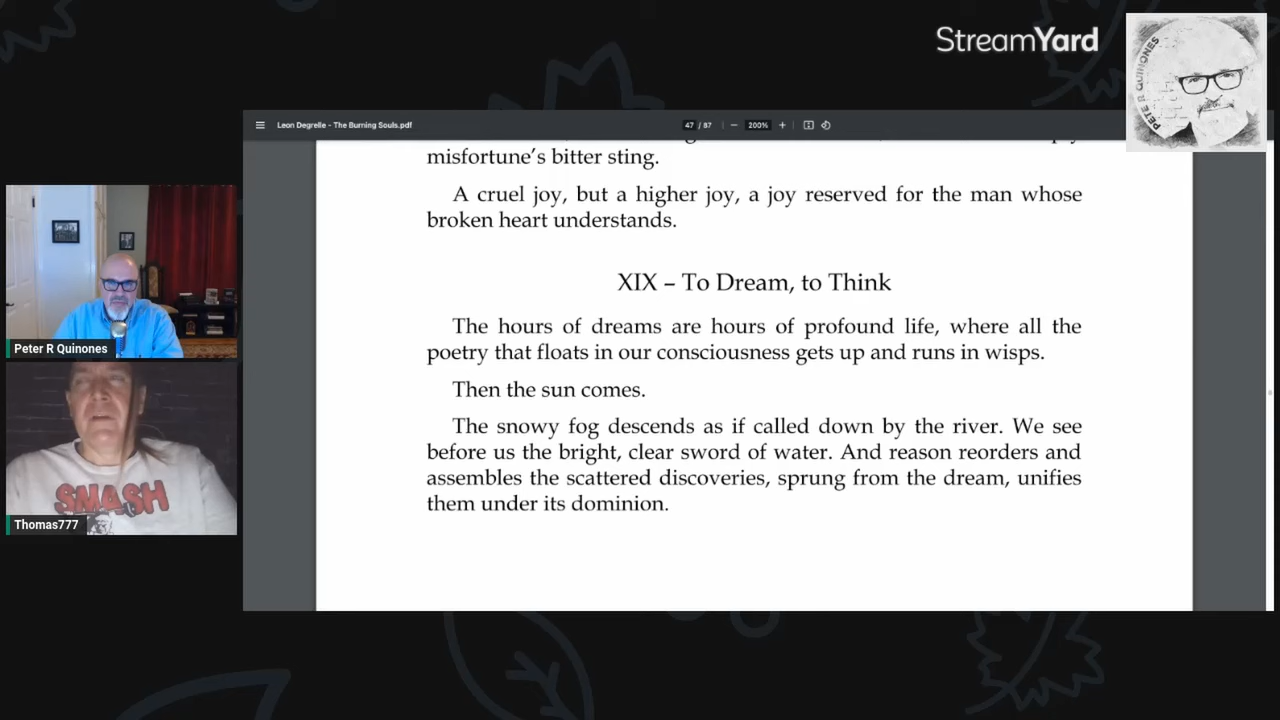 StreamYard
PETE R QUINONES
Leon Degrelle - The Burning Souls.pdf
47 / 87
200%
misfortune's bitter sting.
A cruel joy, but a higher joy, a joy reserved for the man whose
broken heart understands.
XIX – To Dream, to Think
The hours of dreams are hours of profound life, where all the
poetry that floats in our consciousness gets up and runs in wisps.
Then the sun comes.
The snowy fog descends as if called down by the river. We see
before us the bright, clear sword of water. And reason reorders and
assembles the scattered discoveries, sprung from the dream, unifies
them under its dominion.
Peter R Quinones
SMASH
Thomas777